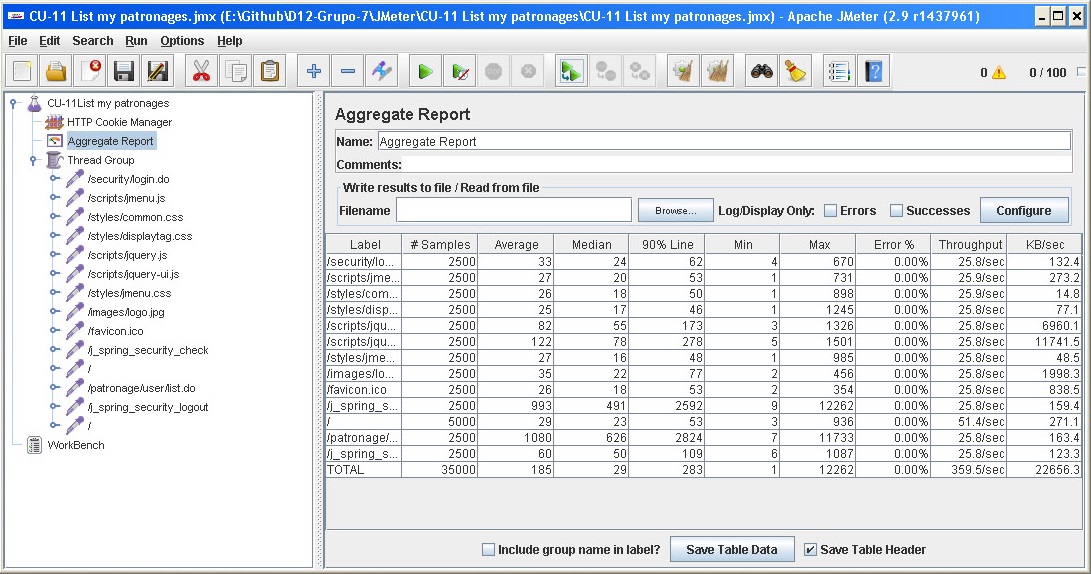 CU-11 List my patronages.jmx (E:\Github\D12-Grupo-7\JMeter\CU-11 List my patronages\CU-11 List my patronages.jmx) - Apache JMeter (2.9 r1437961)
File Edit Search Run Options Help
0 0 / 100
CU-11List my patronages
HTTP Cookie Manager
Aggregate Report
Thread Group
/security/login.do
/scripts/jmenu.js
/styles/common.css
/styles/displaytag.css
/scripts/jquery.js
/scripts/jquery-ui.js
/styles/jmenu.css
/images/logo.jpg
/favicon.ico
/j_spring_security_check
/
/patronage/user/list.do
/j_spring_security_logout
/
WorkBench
Aggregate Report
Name: Aggregate Report
Comments:
Write results to file / Read from file
Filename Browse... Log/Display Only: Errors Successes Configure
Label # Samples Average Median 90% Line Min Max Error % Throughput KB/sec
/security/lo... 2500 33 24 62 4 670 0.00% 25.8/sec 132.4
/scripts/jme... 2500 27 20 53 1 731 0.00% 25.9/sec 273.2
/styles/com... 2500 26 18 50 1 898 0.00% 25.9/sec 14.8
/styles/disp... 2500 25 17 46 1 1245 0.00% 25.8/sec 77.1
/scripts/jqu... 2500 82 55 173 3 1326 0.00% 25.8/sec 6960.1
/scripts/jqu... 2500 122 78 278 5 1501 0.00% 25.8/sec 11741.5
/styles/jme... 2500 27 16 48 1 985 0.00% 25.8/sec 48.5
/images/lo... 2500 35 22 77 2 456 0.00% 25.8/sec 1998.3
/favicon.ico 2500 26 18 53 2 354 0.00% 25.8/sec 838.5
/j_spring_s... 2500 993 491 2592 9 12262 0.00% 25.8/sec 159.4
/ 5000 29 23 53 3 936 0.00% 51.4/sec 271.1
/patronage/... 2500 1080 626 2824 7 11733 0.00% 25.8/sec 163.4
/j_spring_s... 2500 60 50 109 6 1087 0.00% 25.8/sec 123.3
TOTAL 35000 185 29 283 1 12262 0.00% 359.5/sec 22656.3
Include group name in label? Save Table Data Save Table Header